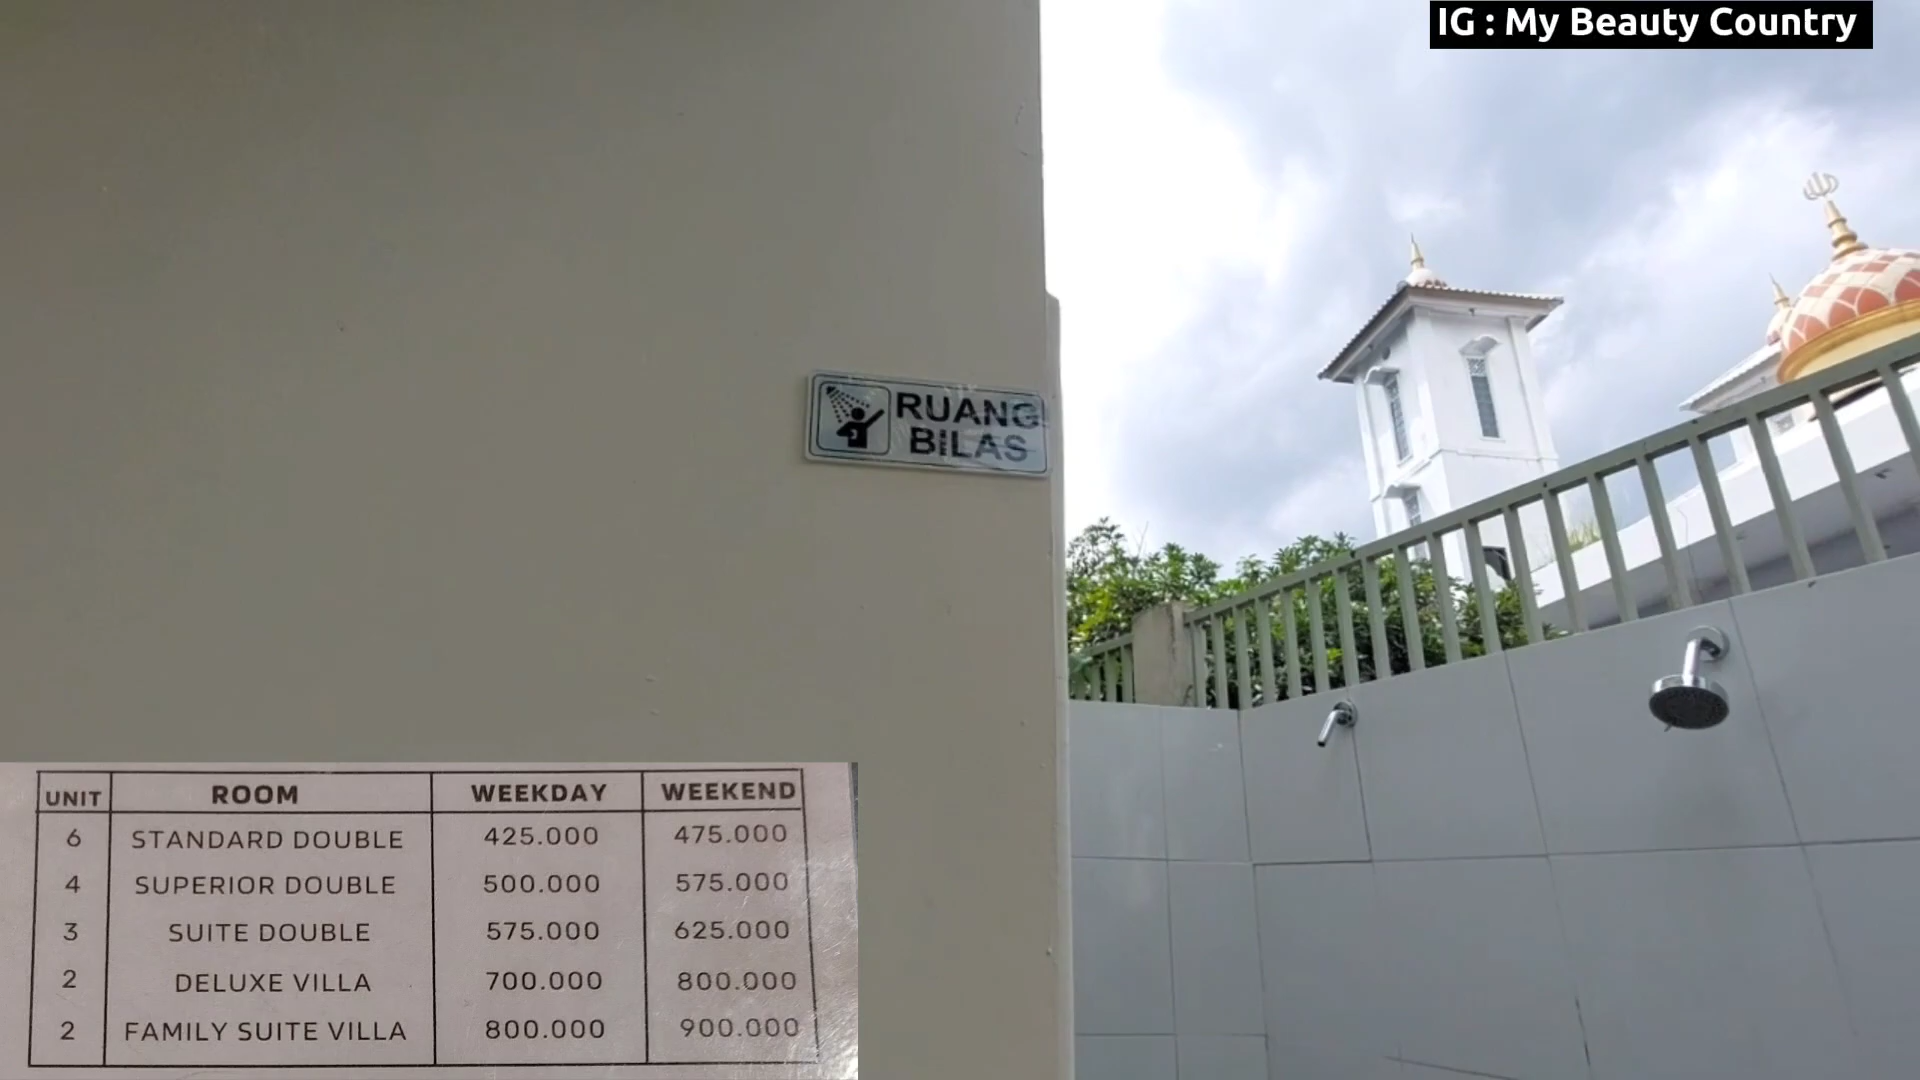 IG : My Beauty Country
RUANG
BILAS
UNIT ROOM WEEKDAY WEEKEND
6 STANDARD DOUBLE 425.000 475.000
4 SUPERIOR DOUBLE 500.000 575.000
3 SUITE DOUBLE 575.000 625.000
2 DELUXE VILLA 700.000 800.000
2 FAMILY SUITE VILLA 800.000 900.000